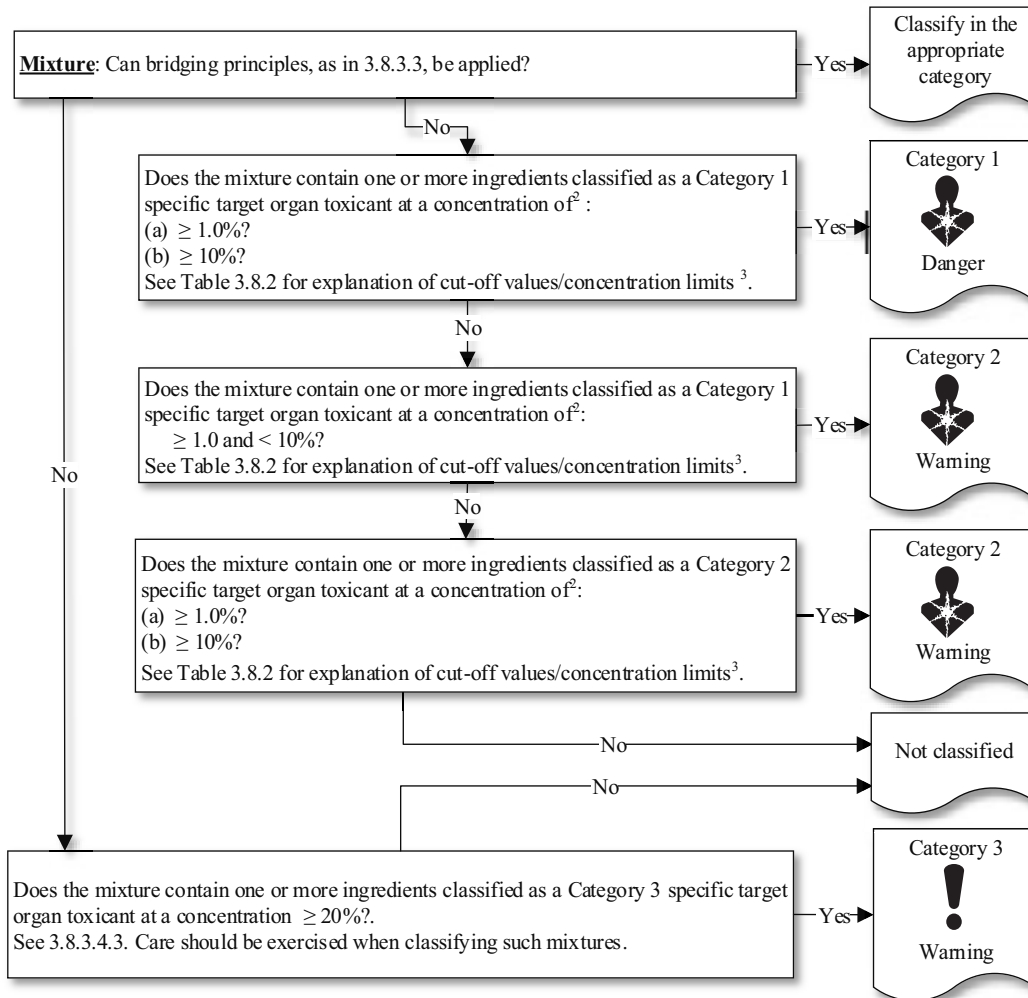 Mixture: Can bridging principles, as in 3.8.3.3, be applied?
Yes
Classify in the
appropriate
category
No
Does the mixture contain one or more ingredients classified as a Category 1
specific target organ toxicant at a concentration of² :
(a) ≥ 1.0%?
(b) ≥ 10%?
See Table 3.8.2 for explanation of cut-off values/concentration limits ³.
Yes
Category 1
Danger
No
Does the mixture contain one or more ingredients classified as a Category 1
specific target organ toxicant at a concentration of²:
≥ 1.0 and < 10%?
See Table 3.8.2 for explanation of cut-off values/concentration limits³.
Yes
Category 2
Warning
No
No
Does the mixture contain one or more ingredients classified as a Category 2
specific target organ toxicant at a concentration of²:
(a) ≥ 1.0%?
(b) ≥ 10%?
See Table 3.8.2 for explanation of cut-off values/concentration limits³.
Yes
Category 2
Warning
No
Not classified
No
Does the mixture contain one or more ingredients classified as a Category 3 specific target
organ toxicant at a concentration ≥ 20%?.
See 3.8.3.4.3. Care should be exercised when classifying such mixtures.
Yes
Category 3
Warning